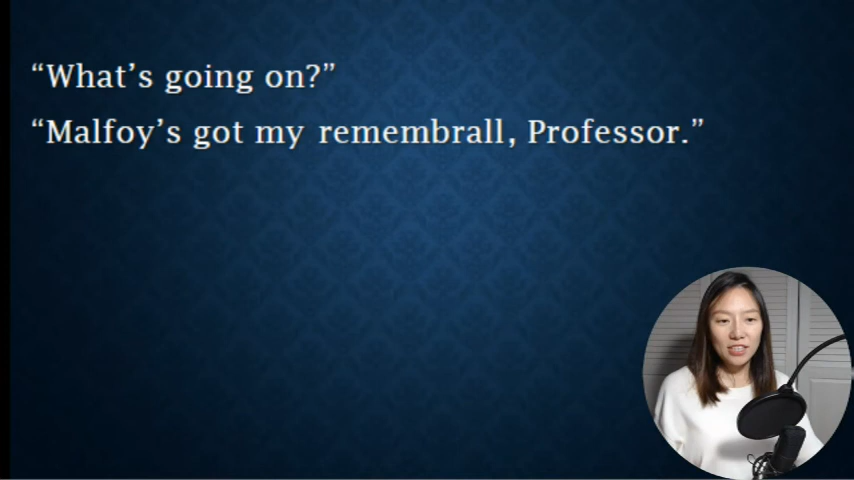 “What’s going on?”
“Malfoy’s got my remembrall, Professor.”